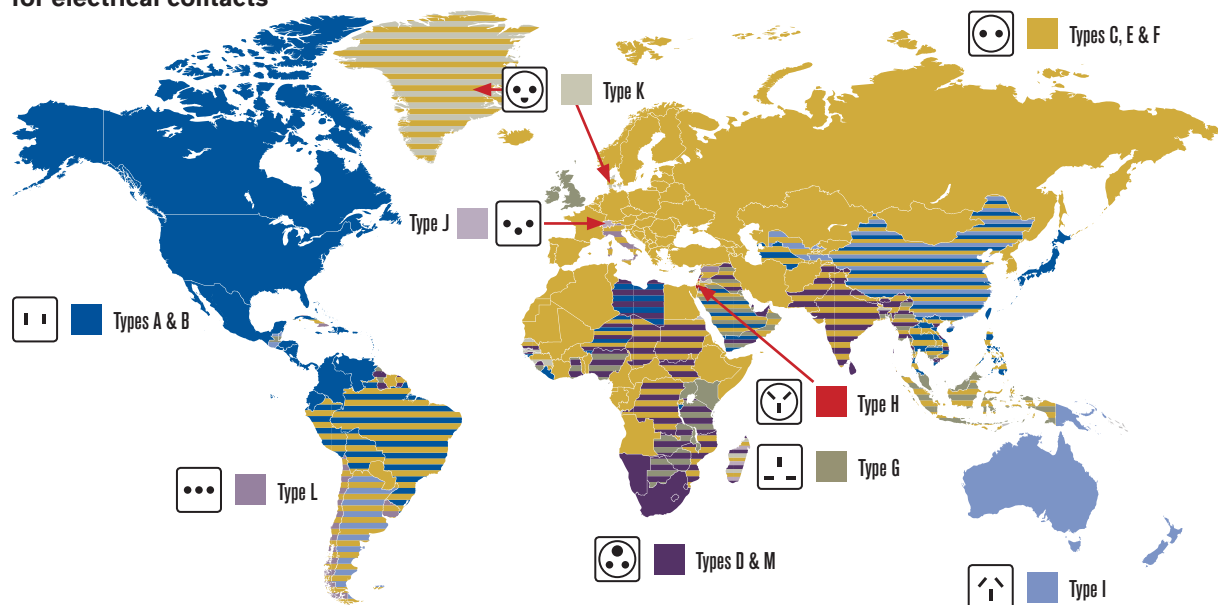 for electrical contacts
Types C, E & F
Type K
Type J
Types A & B
Type H
Type G
Type L
Types D & M
Type I